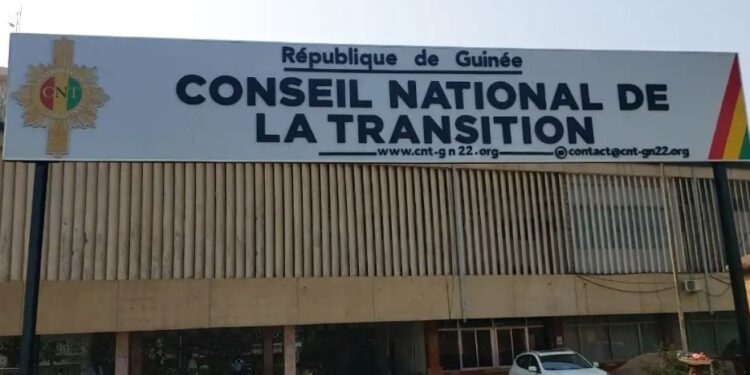 République de Guinée
CNT
CONSEIL NATIONAL DE
LA TRANSITION
www.cnt-gn22.org @contact@cnt-gn22.org